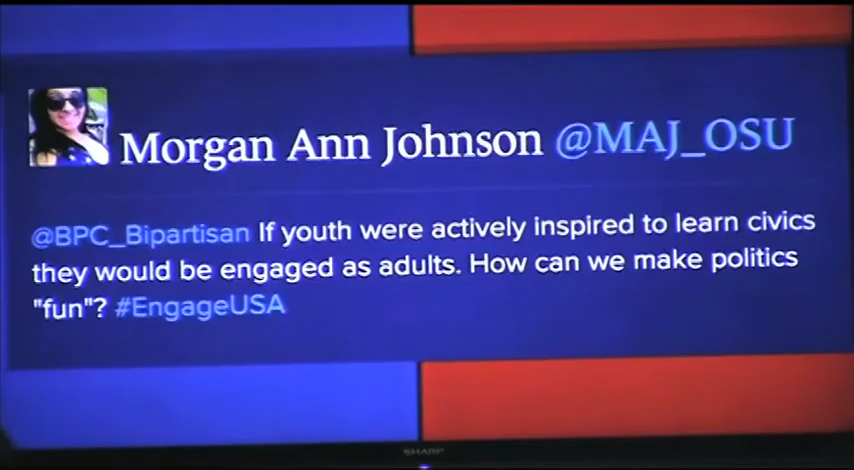 Morgan Ann Johnson @MAJ_OSU
@BPC_Bipartisan If youth were actively inspired to learn civics
they would be engaged as adults. How can we make politics
"fun"? #EngageUSA
SHARP